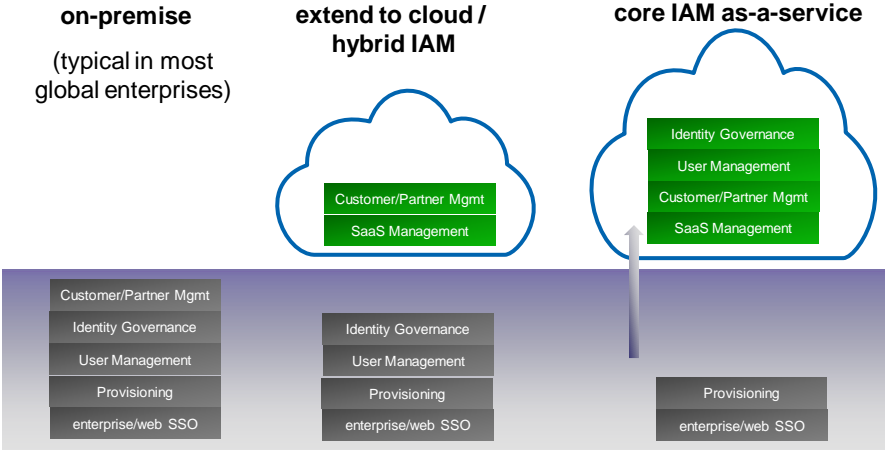 on-premise
(typical in most
global enterprises)
extend to cloud /
hybrid IAM
core IAM as-a-service
Customer/Partner Mgmt
SaaS Management
Identity Governance
User Management
Customer/Partner Mgmt
SaaS Management
Customer/Partner Mgmt
Identity Governance
User Management
Provisioning
enterprise/web SSO
Identity Governance
User Management
Provisioning
enterprise/web SSO
Provisioning
enterprise/web SSO